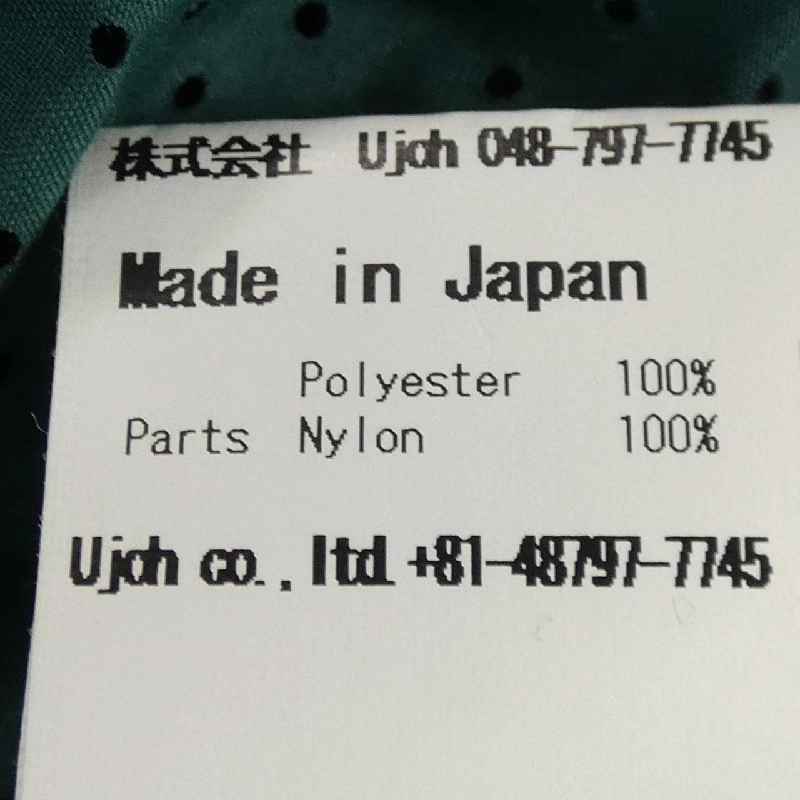 株式会社 Ujoh 048-797-7745
Made in Japan
Polyester 100%
Parts Nylon 100%
Ujoh co., ltd. +81-48797-7745